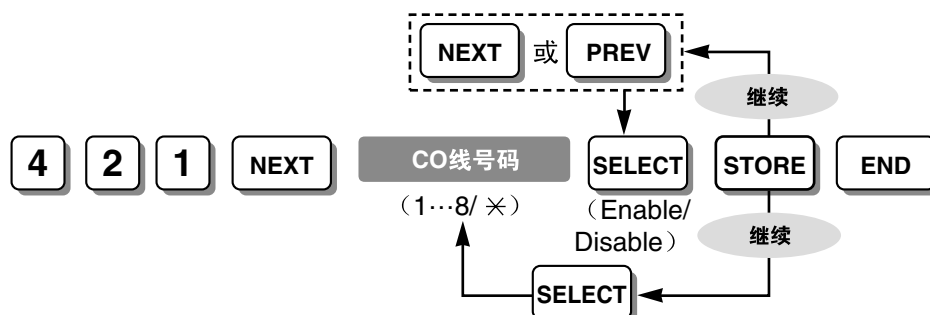 NEXT 或 PREV
继续
4 2 1 NEXT CO线号码 SELECT STORE END
(1…8/ ✳) (Enable/
Disable)
继续
SELECT